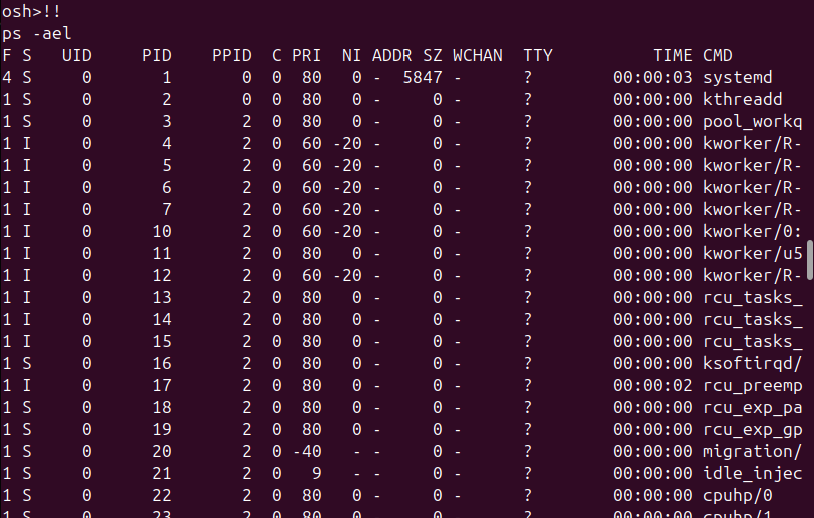 osh>!!
ps -ael
F S   UID     PID    PPID  C PRI  NI ADDR SZ WCHAN  TTY          TIME CMD
4 S     0       1       0  0  80   0 -  5847 -      ?        00:00:03 systemd
1 S     0       2       0  0  80   0 -     0 -      ?        00:00:00 kthreadd
1 S     0       3       2  0  80   0 -     0 -      ?        00:00:00 pool_workq
1 I     0       4       2  0  60 -20 -     0 -      ?        00:00:00 kworker/R-
1 I     0       5       2  0  60 -20 -     0 -      ?        00:00:00 kworker/R-
1 I     0       6       2  0  60 -20 -     0 -      ?        00:00:00 kworker/R-
1 I     0       7       2  0  60 -20 -     0 -      ?        00:00:00 kworker/R-
1 I     0      10       2  0  60 -20 -     0 -      ?        00:00:00 kworker/0:
1 I     0      11       2  0  80   0 -     0 -      ?        00:00:00 kworker/u5
1 I     0      12       2  0  60 -20 -     0 -      ?        00:00:00 kworker/R-
1 I     0      13       2  0  80   0 -     0 -      ?        00:00:00 rcu_tasks_
1 I     0      14       2  0  80   0 -     0 -      ?        00:00:00 rcu_tasks_
1 I     0      15       2  0  80   0 -     0 -      ?        00:00:00 rcu_tasks_
1 S     0      16       2  0  80   0 -     0 -      ?        00:00:00 ksoftirqd/
1 I     0      17       2  0  80   0 -     0 -      ?        00:00:02 rcu_preemp
1 S     0      18       2  0  80   0 -     0 -      ?        00:00:00 rcu_exp_pa
1 S     0      19       2  0  80   0 -     0 -      ?        00:00:00 rcu_exp_gp
1 S     0      20       2  0 -40   - -     0 -      ?        00:00:00 migration/
1 S     0      21       2  0   9   - -     0 -      ?        00:00:00 idle_injec
1 S     0      22       2  0  80   0 -     0 -      ?        00:00:00 cpuhp/0
1 S     0      23       2  0  80   0 -     0 -      ?        00:00:00 cpuhp/1